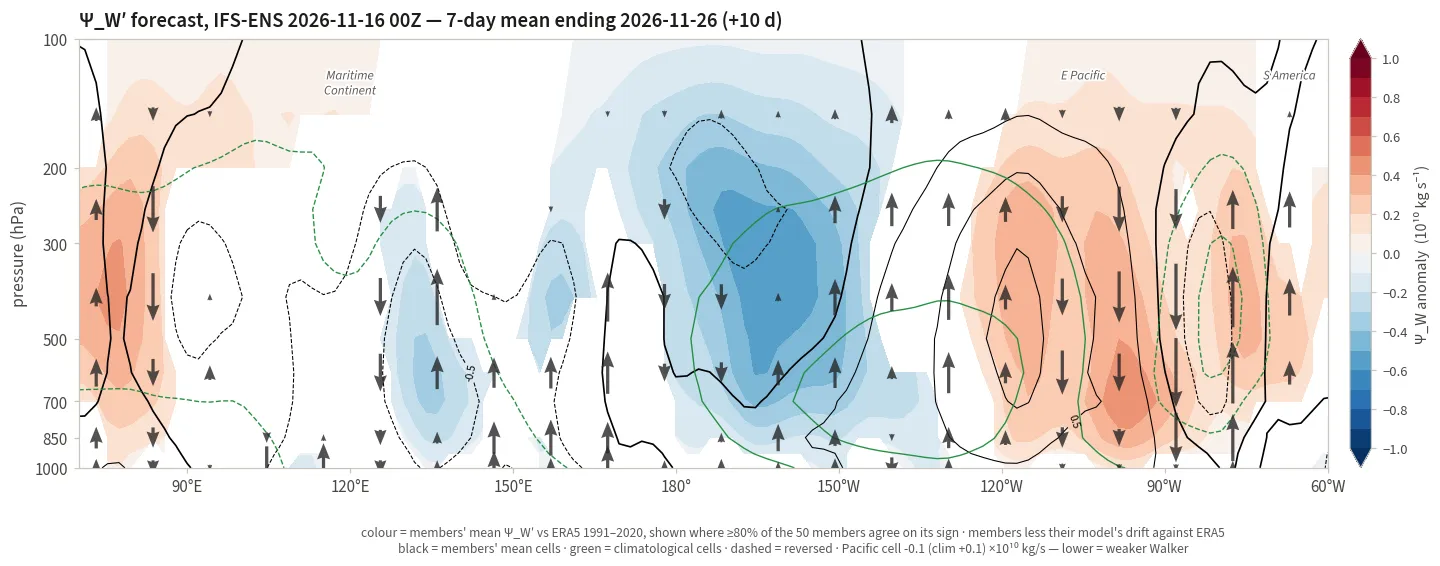 Ψ_W′ forecast, IFS-ENS 2026-11-16 00Z — 7-day mean ending 2026-11-26 (+10 d)
100
200
300
400
500
700
850
1000
pressure (hPa)
Maritime
Continent
E Pacific
S America
-0.5
0.5
90°E
120°E
150°E
180°
150°W
120°W
90°W
60°W
1.0
0.8
0.6
0.4
0.2
0.0
−0.2
−0.4
−0.6
−0.8
−1.0
Ψ_W anomaly (10¹⁰ kg s⁻¹)
colour = members' mean Ψ_W′ vs ERA5 1991–2020, shown where ≥80% of the 50 members agree on its sign · members less their model's drift against ERA5
black = members' mean cells · green = climatological cells · dashed = reversed · Pacific cell -0.1 (clim +0.1) ×10¹⁰ kg/s — lower = weaker Walker